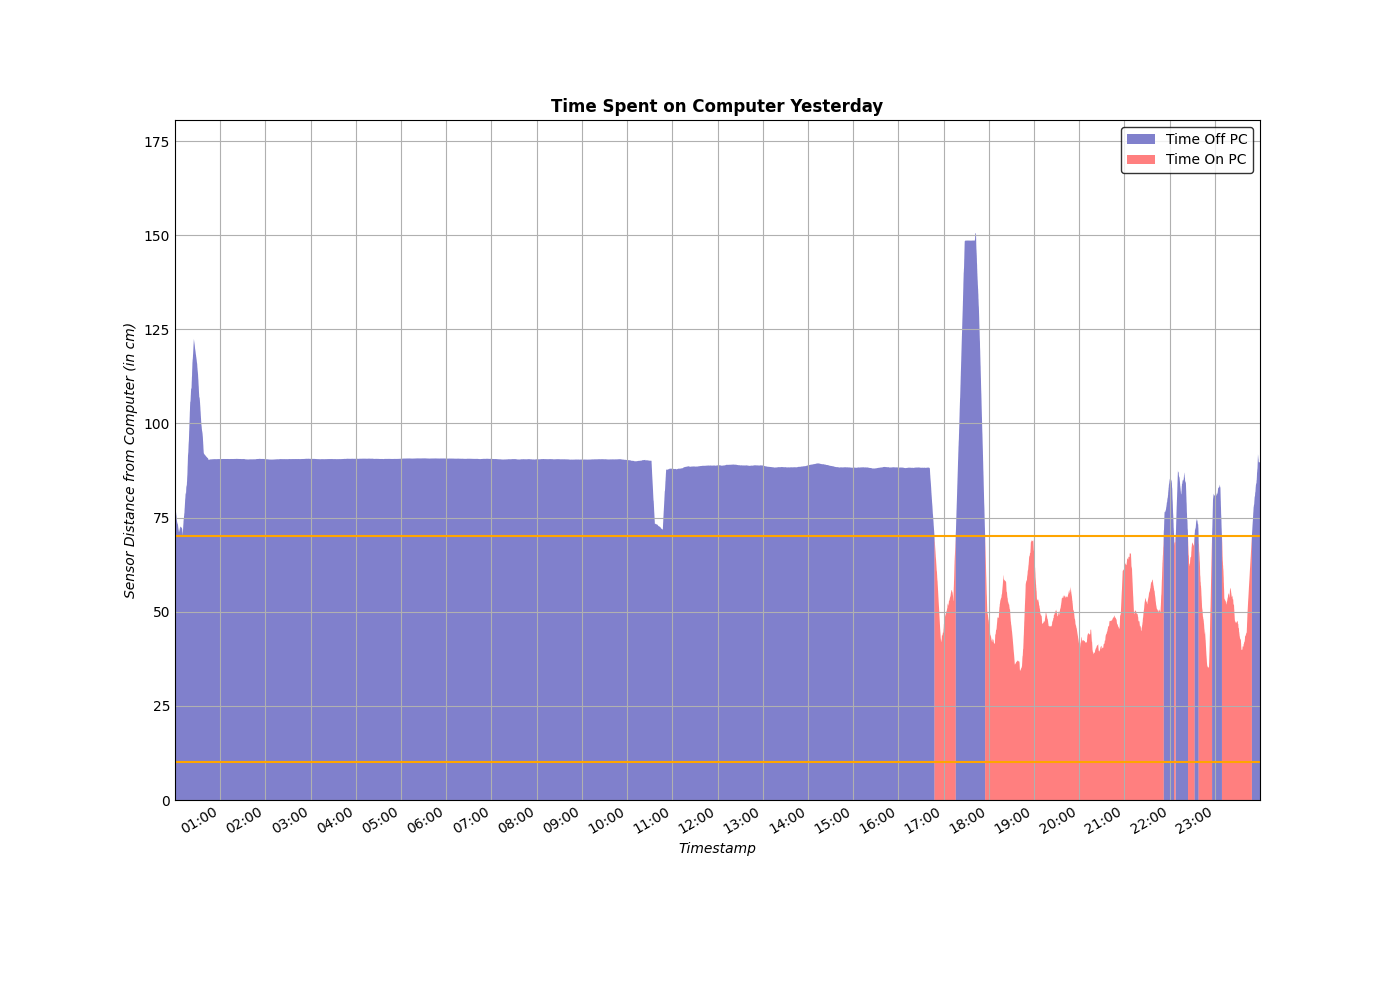 Time Spent on Computer Yesterday
Time Off PC
Time On PC
Sensor Distance from Computer (in cm)
175
150
125
100
75
50
25
0
01:00 02:00 03:00 04:00 05:00 06:00 07:00 08:00 09:00 10:00 11:00 12:00 13:00 14:00 15:00 16:00 17:00 18:00 19:00 20:00 21:00 22:00 23:00
Timestamp